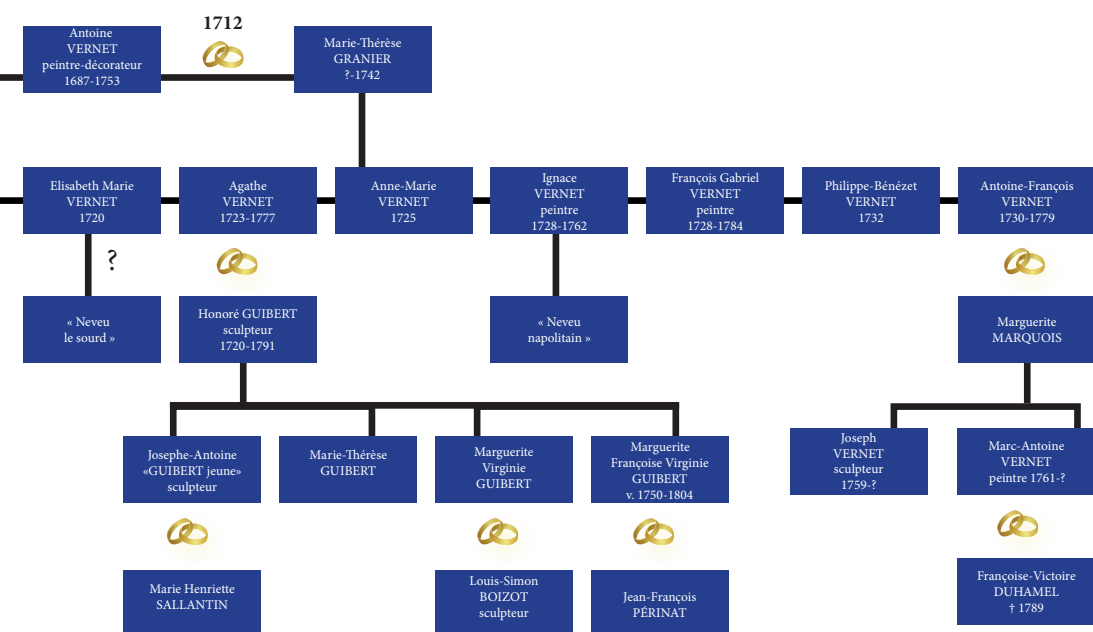 1712
Antoine
VERNET
peintre-décorateur
1687-1753
Marie-Thérèse
GRANIER
?-1742
Elisabeth Marie
VERNET
1720
Agathe
VERNET
1723-1777
Anne-Marie
VERNET
1725
Ignace
VERNET
peintre
1728-1762
François Gabriel
VERNET
peintre
1728-1784
Philippe-Bénézet
VERNET
1732
Antoine-François
VERNET
1730-1779
?
« Neveu
le sourd »
Honoré GUIBERT
sculpteur
1720-1791
« Neveu
napolitain »
Marguerite
MARQUOIS
Josephe-Antoine
«GUIBERT jeune»
sculpteur
Marie-Thérèse
GUIBERT
Marguerite
Virginie
GUIBERT
Marguerite
Françoise Virginie
GUIBERT
v. 1750-1804
Joseph
VERNET
sculpteur
1759-?
Marc-Antoine
VERNET
peintre 1761-?
Marie Henriette
SALLANTIN
Louis-Simon
BOIZOT
sculpteur
Jean-François
PÉRINAT
Françoise-Victoire
DUHAMEL
† 1789